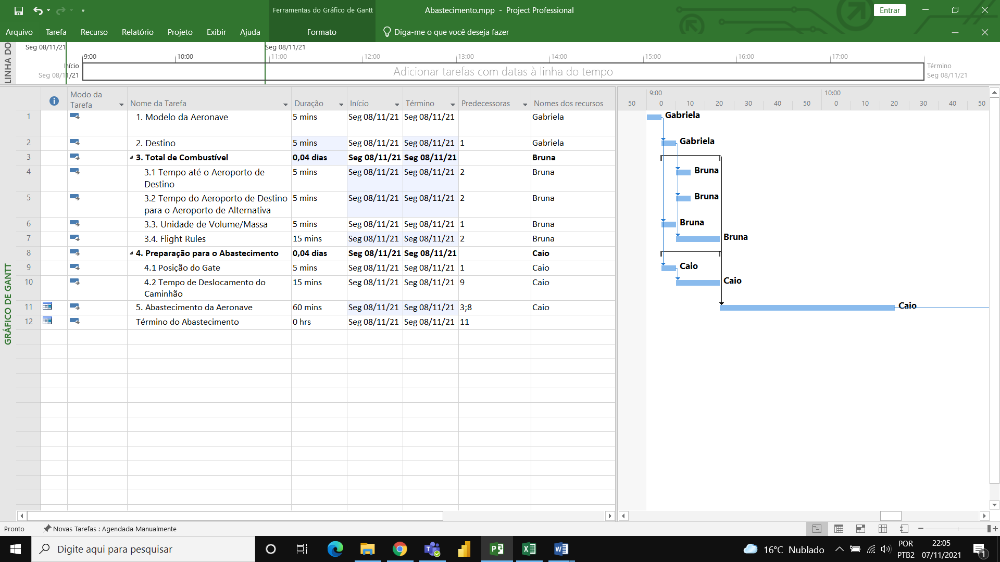 Ferramentas do Gráfico de Gantt
Abastecimento.mpp - Project Professional
Entrar
Arquivo Tarefa Recurso Relatório Projeto Exibir Ajuda Formato Diga-me o que você deseja fazer
LINHA DO
Seg 08/11/21 Seg 08/11/21
9:00 10:00 11:00 12:00 13:00 14:00 15:00 16:00 17:00
Início
Seg 08/11/21
Adicionar tarefas com datas à linha do tempo
Término
Seg 08/11/21
GRÁFICO DE GANTT
Modo da Tarefa Nome da Tarefa Duração Início Término Predecessoras Nomes dos recursos
9:00 10:00
50 0 10 20 30 40 50 0 10 20 30 40 50
1 1. Modelo da Aeronave 5 mins Seg 08/11/21 Seg 08/11/21 Gabriela
Gabriela
2 2. Destino 5 mins Seg 08/11/21 Seg 08/11/21 1 Gabriela
Gabriela
3 3. Total de Combustível 0,04 dias Seg 08/11/21 Seg 08/11/21 Bruna
4 3.1 Tempo até o Aeroporto de 5 mins Seg 08/11/21 Seg 08/11/21 2 Bruna
Destino
Bruna
5 3.2 Tempo do Aeroporto de Destino 5 mins Seg 08/11/21 Seg 08/11/21 2 Bruna
para o Aeroporto de Alternativa
Bruna
6 3.3. Unidade de Volume/Massa 5 mins Seg 08/11/21 Seg 08/11/21 1 Bruna
Bruna
7 3.4. Flight Rules 15 mins Seg 08/11/21 Seg 08/11/21 2 Bruna
Bruna
8 4. Preparação para o Abastecimento 0,04 dias Seg 08/11/21 Seg 08/11/21 Caio
9 4.1 Posição do Gate 5 mins Seg 08/11/21 Seg 08/11/21 1 Caio
Caio
10 4.2 Tempo de Deslocamento do 15 mins Seg 08/11/21 Seg 08/11/21 9 Caio
Caminhão
Caio
11 5. Abastecimento da Aeronave 60 mins Seg 08/11/21 Seg 08/11/21 3;8 Caio
Caio
12 Término do Abastecimento 0 hrs Seg 08/11/21 Seg 08/11/21 11
Pronto Novas Tarefas : Agendada Manualmente
Digite aqui para pesquisar
16°C Nublado
POR
PTB2
22:05
07/11/2021
1